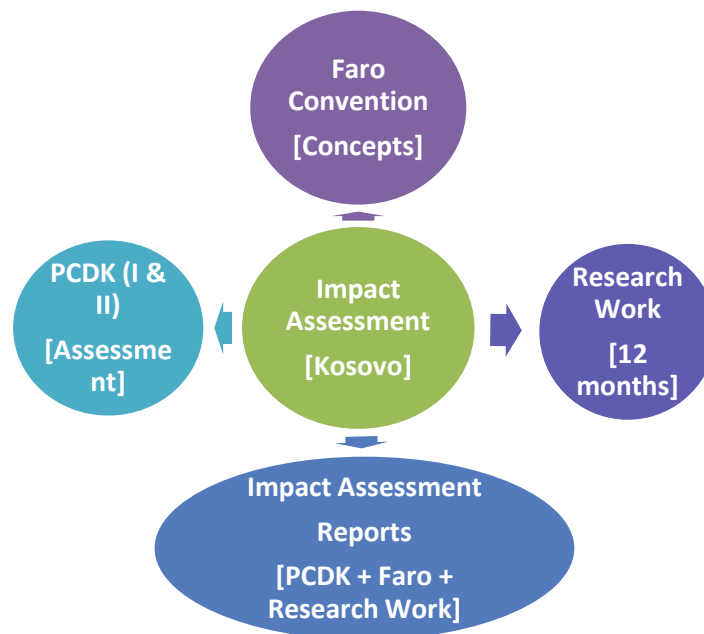 Faro
Convention
[Concepts]
PCDK (I &
II)
[Assessme
nt]
Impact
Assessment
[Kosovo]
Research
Work
[12
months]
Impact Assessment
Reports
[PCDK + Faro +
Research Work]